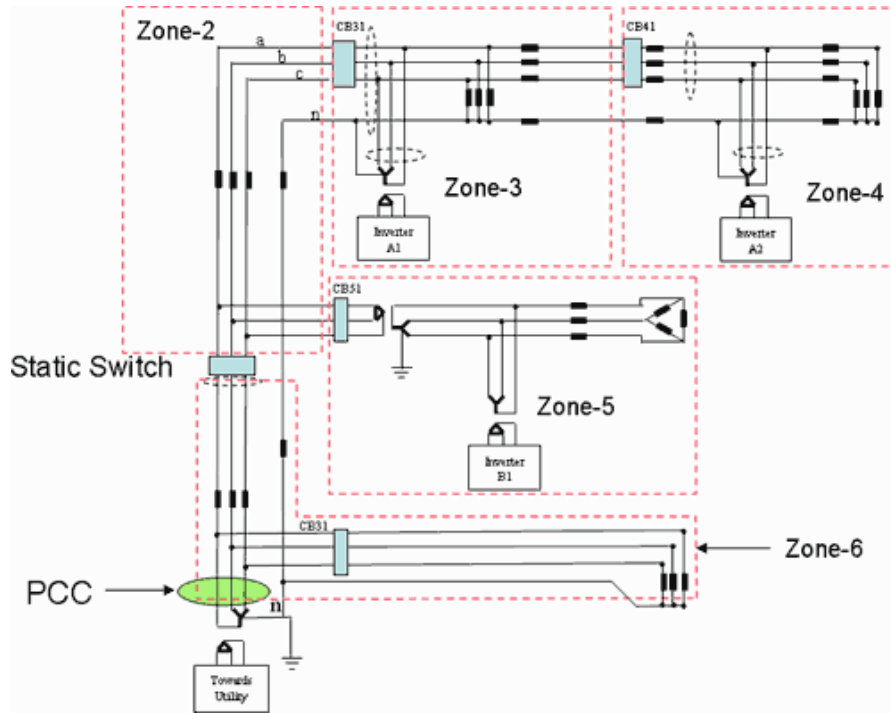 Zone-2
CB31
CB41
a
b
c
n
Zone-3
Zone-4
Inverter
A1
Inverter
A2
CB51
Static Switch
Zone-5
Inverter
B1
CB31
Zone-6
PCC
n
Towards
Utility